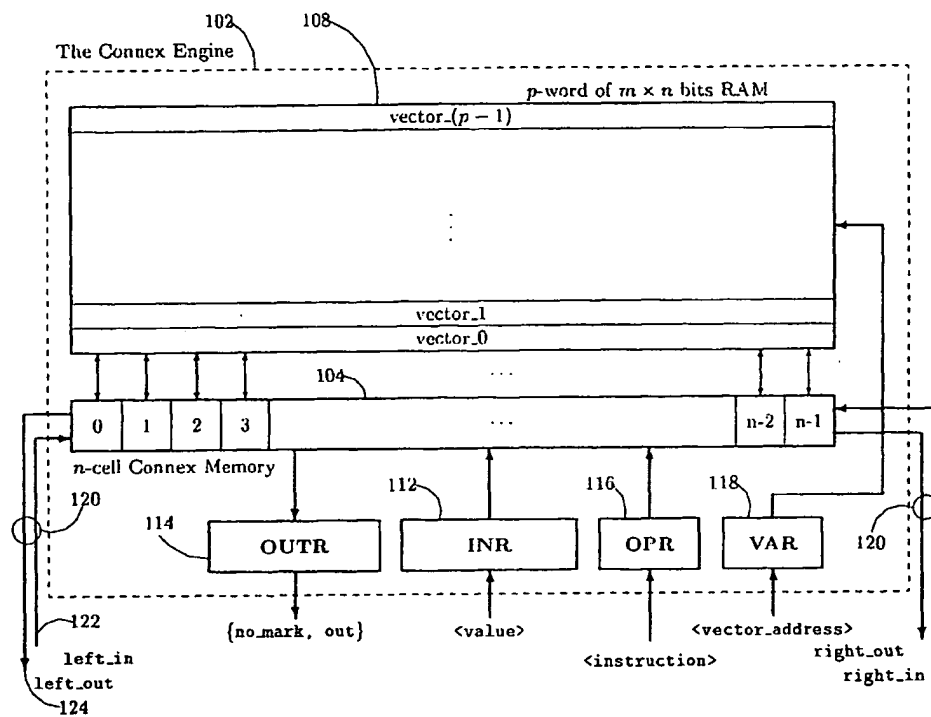 102
108
The Connex Engine
p-word of m × n bits RAM
vector_(p − 1)
⋮
vector_1
vector_0
...
104
0 1 2 3 ... n-2 n-1
n-cell Connex Memory
120
114
112
116
118
120
OUTR
INR
OPR
VAR
122
{no_mark, out}
<value>
<instruction>
<vector_address>
left_in
left_out
right_out
right_in
124